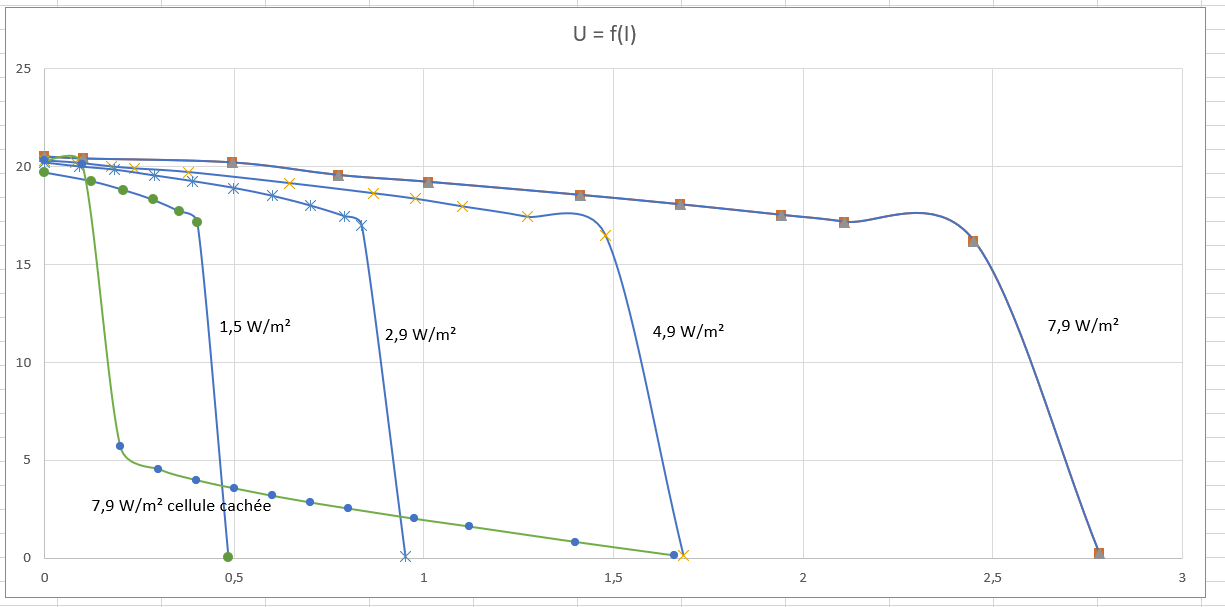 U = f(I)
25
20
15
10
5
0
1,5 W/m²
2,9 W/m²
4,9 W/m²
7,9 W/m²
7,9 W/m² cellule cachée
0
0,5
1
1,5
2
2,5
3